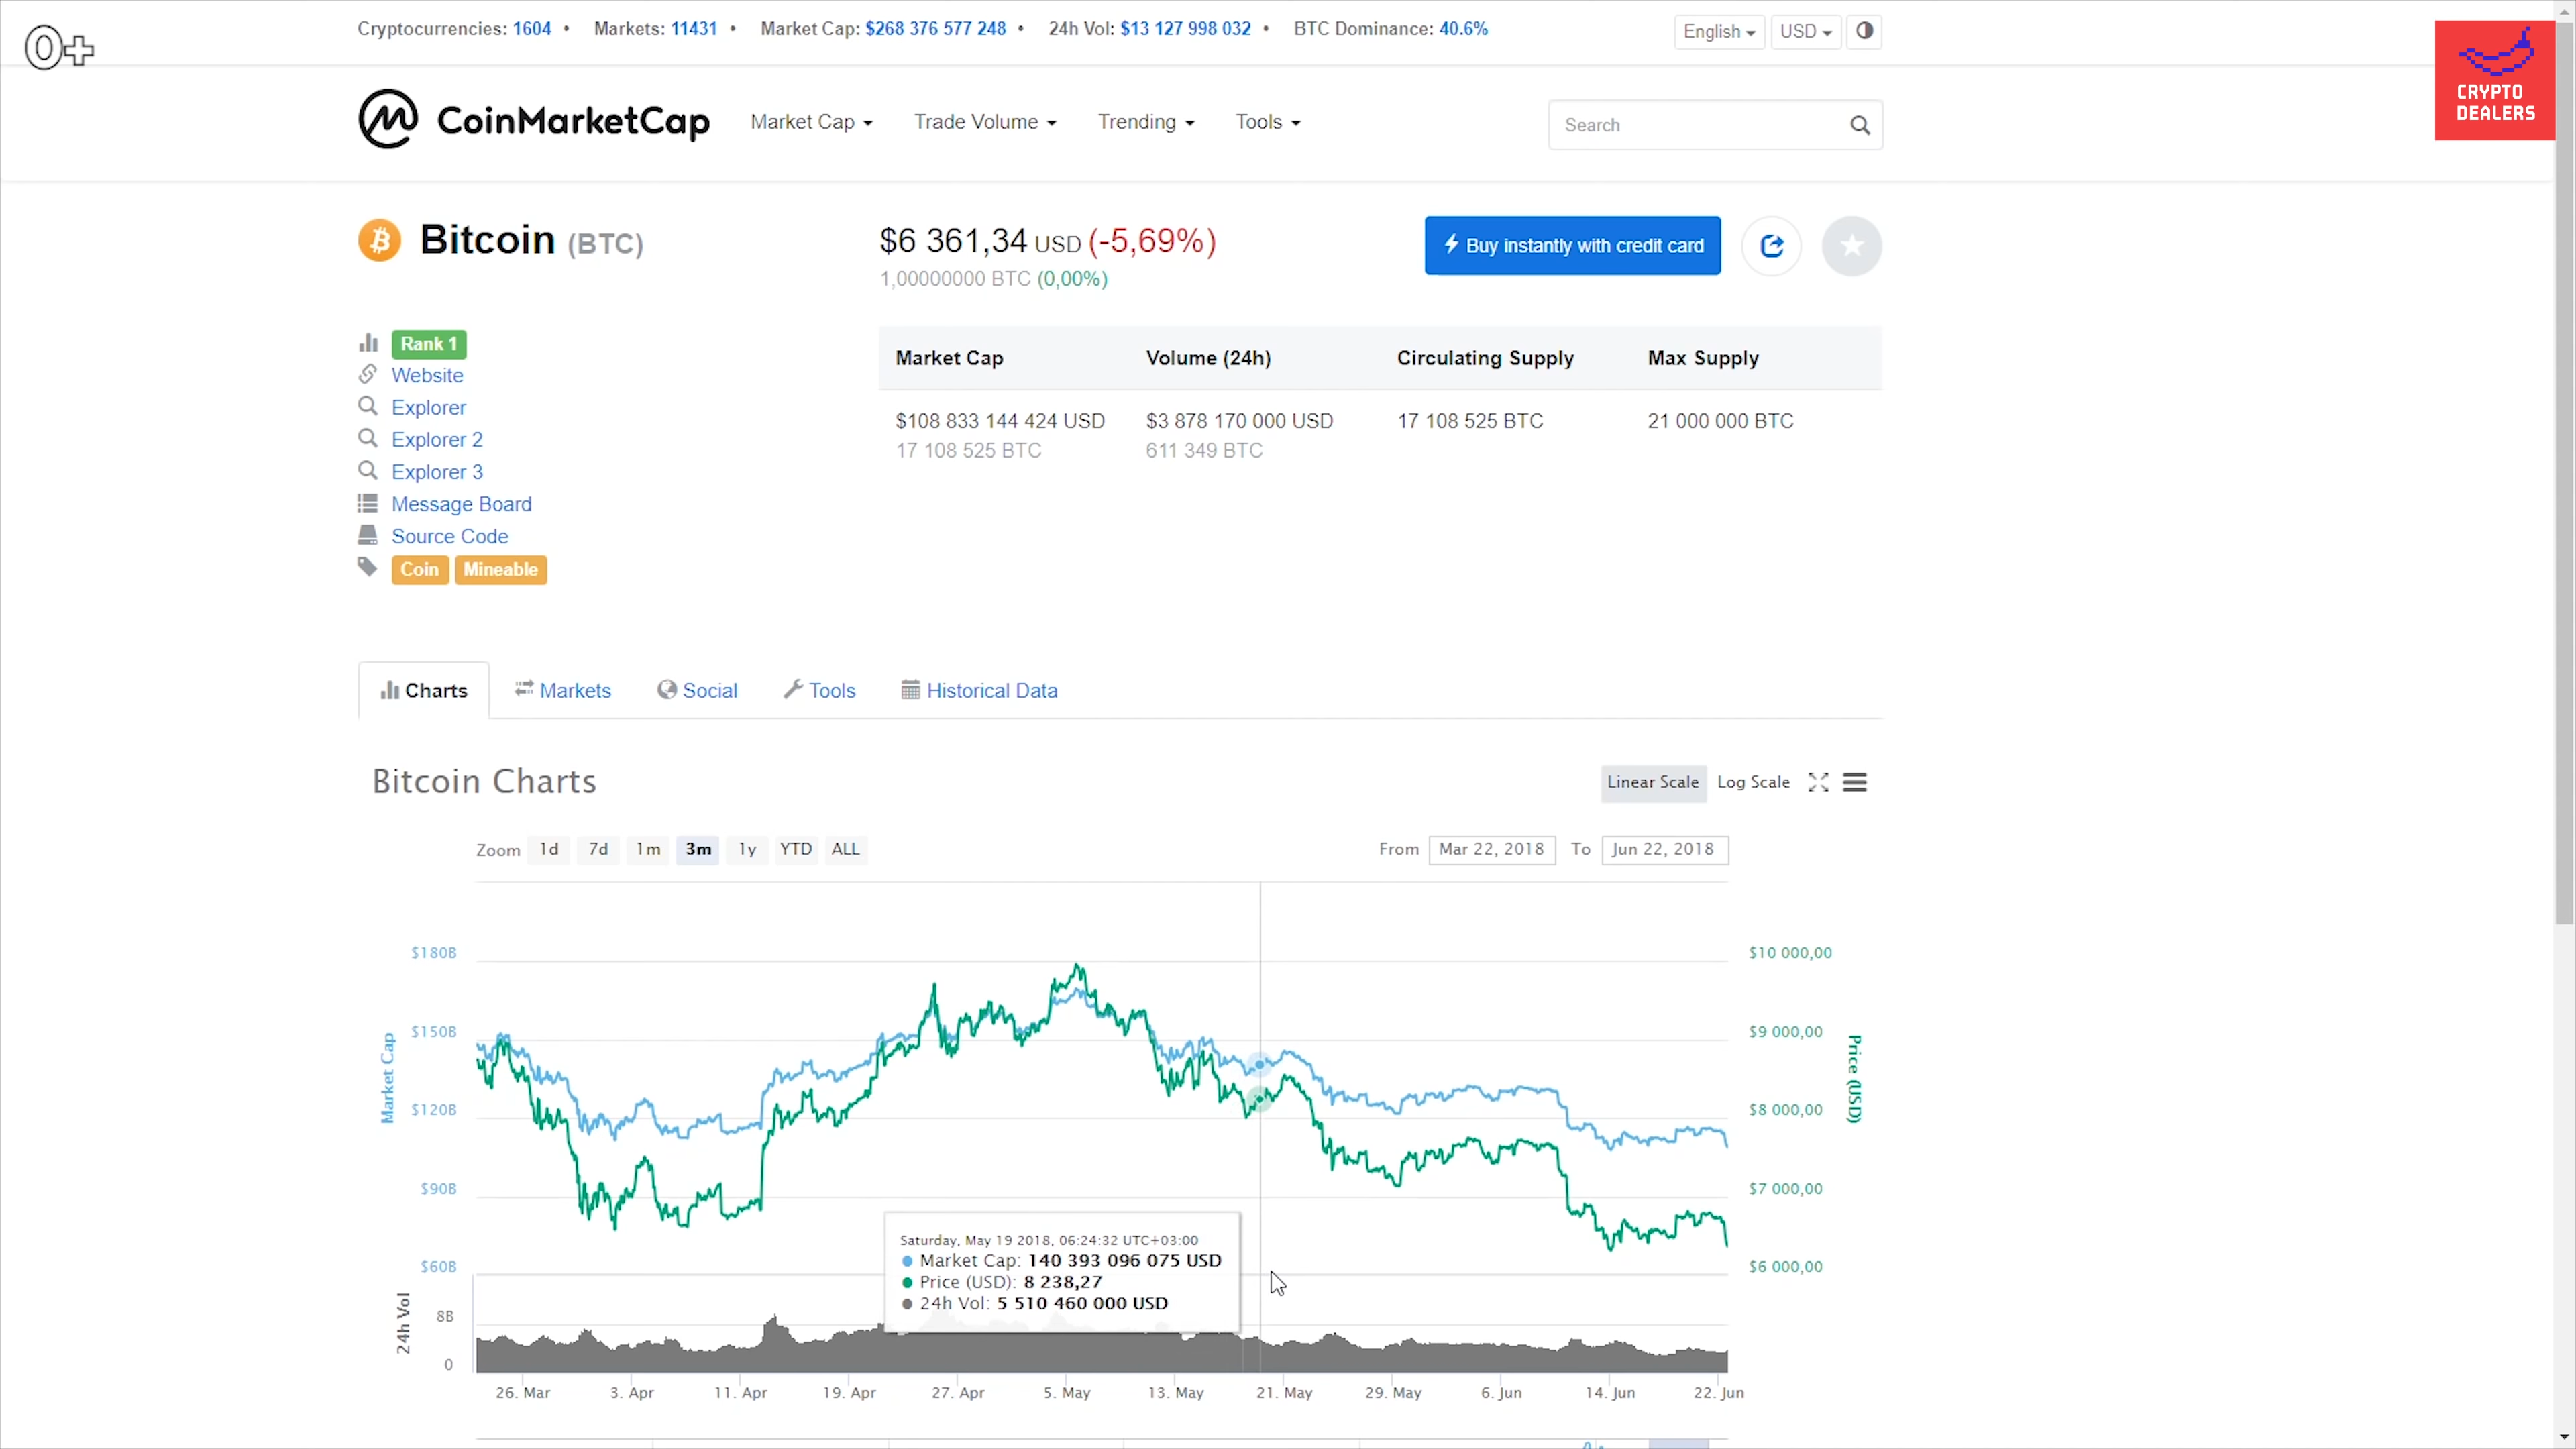 0+
Cryptocurrencies: 1604 • Markets: 11431 • Market Cap: $268 376 577 248 • 24h Vol: $13 127 998 032 • BTC Dominance: 40.6%
English USD
CRYPTO
DEALERS
CoinMarketCap Market Cap Trade Volume Trending Tools Search
Bitcoin (BTC)
$6 361,34 USD (-5,69%)
1,00000000 BTC (0,00%)
Buy instantly with credit card
Rank 1
Website
Explorer
Explorer 2
Explorer 3
Message Board
Source Code
Coin Mineable
Market Cap Volume (24h) Circulating Supply Max Supply
$108 833 144 424 USD $3 878 170 000 USD 17 108 525 BTC 21 000 000 BTC
17 108 525 BTC 611 349 BTC
Charts Markets Social Tools Historical Data
Bitcoin Charts
Linear Scale Log Scale
Zoom 1d 7d 1m 3m 1y YTD ALL
From Mar 22, 2018 To Jun 22, 2018
$180B $10 000,00
$150B $9 000,00
$120B $8 000,00
$90B $7 000,00
$60B $6 000,00
Market Cap
Price (USD)
Saturday, May 19 2018, 06:24:32 UTC+03:00
Market Cap: 140 393 096 075 USD
Price (USD): 8 238,27
24h Vol: 5 510 460 000 USD
24h Vol
8B
0
26. Mar 3. Apr 11. Apr 19. Apr 27. Apr 5. May 13. May 21. May 29. May 6. Jun 14. Jun 22. Jun